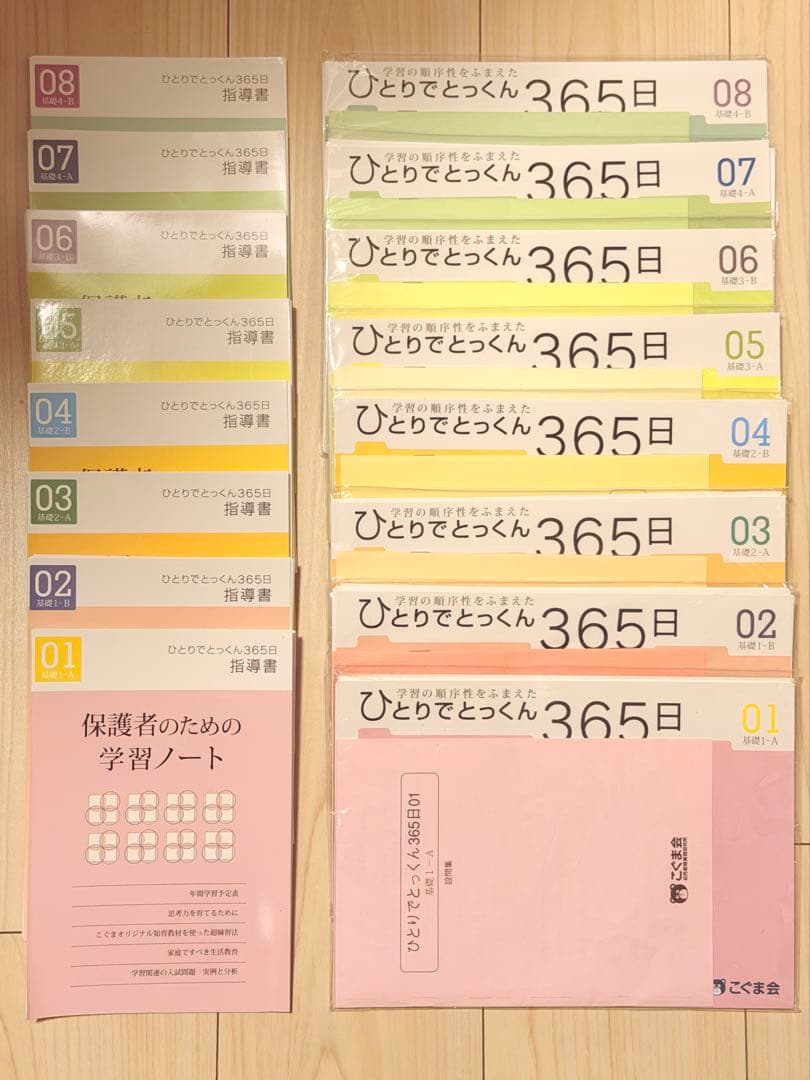 08
基礎4-B
ひとりでとっくん365日
指導書
07
基礎4-A
ひとりでとっくん365日
指導書
06
基礎3-B
ひとりでとっくん365日
指導書
保護者
05
ひとりでとっくん365日
指導書
04
基礎2-B
ひとりでとっくん365日
指導書
保護者
03
基礎2-A
ひとりでとっくん365日
指導書
02
基礎1-B
ひとりでとっくん365日
指導書
01
基礎1-A
ひとりでとっくん365日
指導書
保護者のための
学習ノート
年間学習予定表
思考力を育てるために
こぐまオリジナル知育教材を使った超練習法
家庭ですべき生活教育
学習関連の入試問題 実例と分析
学習の順序性をふまえた
ひとりでとっくん365日
08
基礎4-B
学習の順序性をふまえた
ひとりでとっくん365日
07
基礎4-A
学習の順序性をふまえた
ひとりでとっくん365日
06
基礎3-B
学習の順序性をふまえた
ひとりでとっくん365日
05
基礎3-A
学習の順序性をふまえた
ひとりでとっくん365日
04
基礎2-B
学習の順序性をふまえた
ひとりでとっくん365日
03
基礎2-A
学習の順序性をふまえた
ひとりでとっくん365日
02
基礎1-B
学習の順序性をふまえた
ひとりでとっくん365日
01
基礎1-A
ひとりでとっくん365日01
基礎1-A
設問集
こぐま会
こぐま会